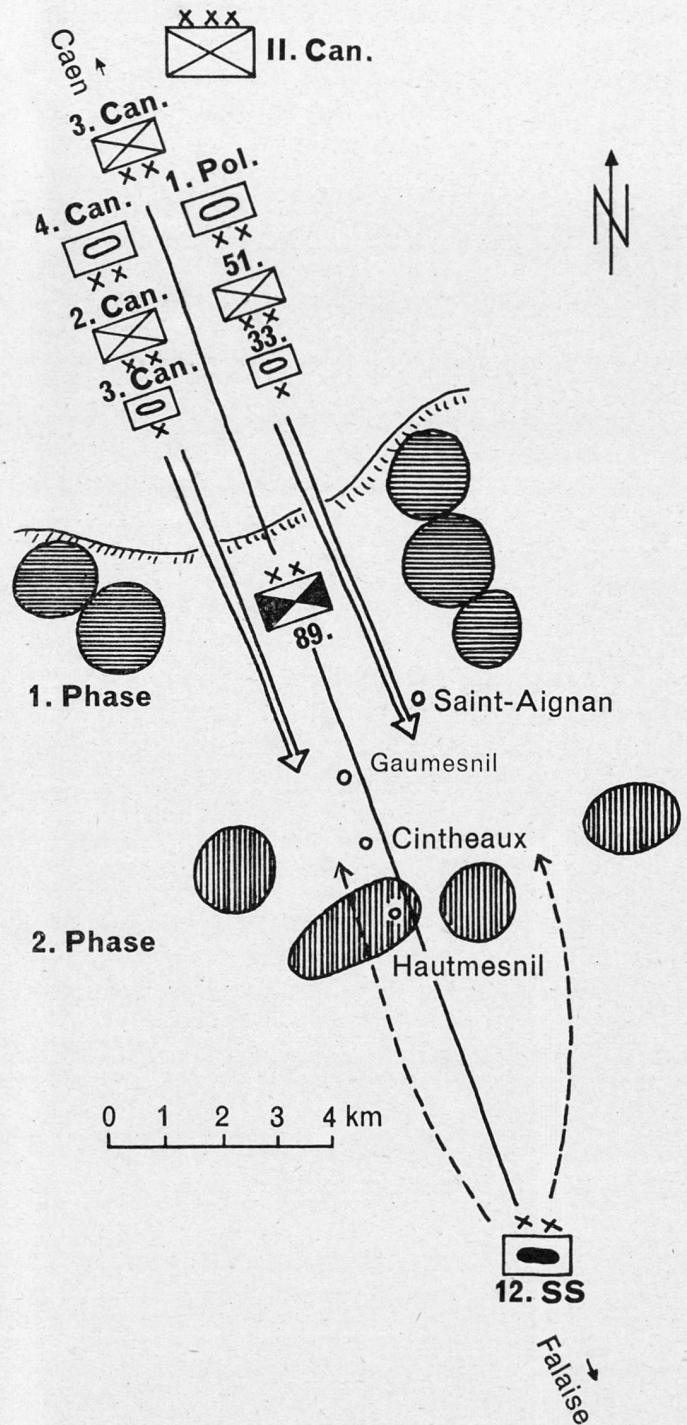 II. Can.
Caen
3. Can.
1. Pol.
4. Can.
51.
2. Can.
33.
3. Can.
N
89.
1. Phase
Saint-Aignan
Gaumesnil
Cintheaux
2. Phase
Hautmesnil
0 1 2 3 4 km
12. SS
Falaise